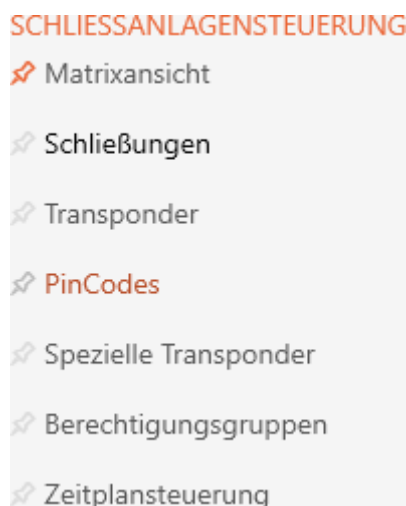 SCHLIESSANLAGENSTEUERUNG
Matrixansicht
Schließungen
Transponder
PinCodes
Spezielle Transponder
Berechtigungsgruppen
Zeitplansteuerung